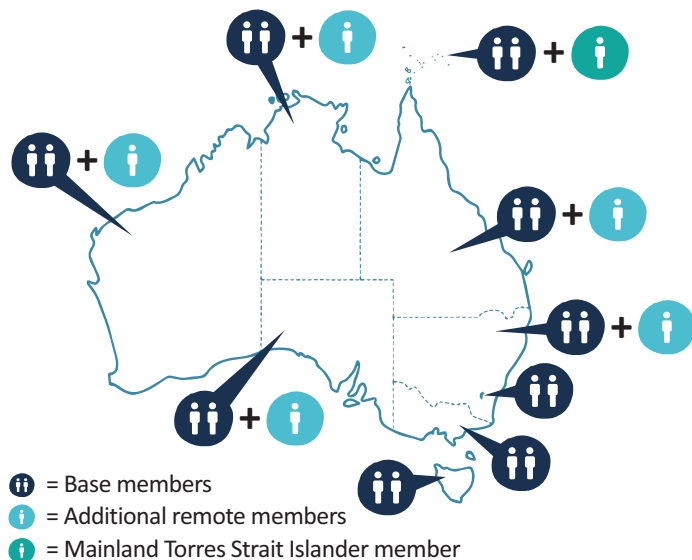 +
+
+
+
+
+
= Base members
= Additional remote members
= Mainland Torres Strait Islander member